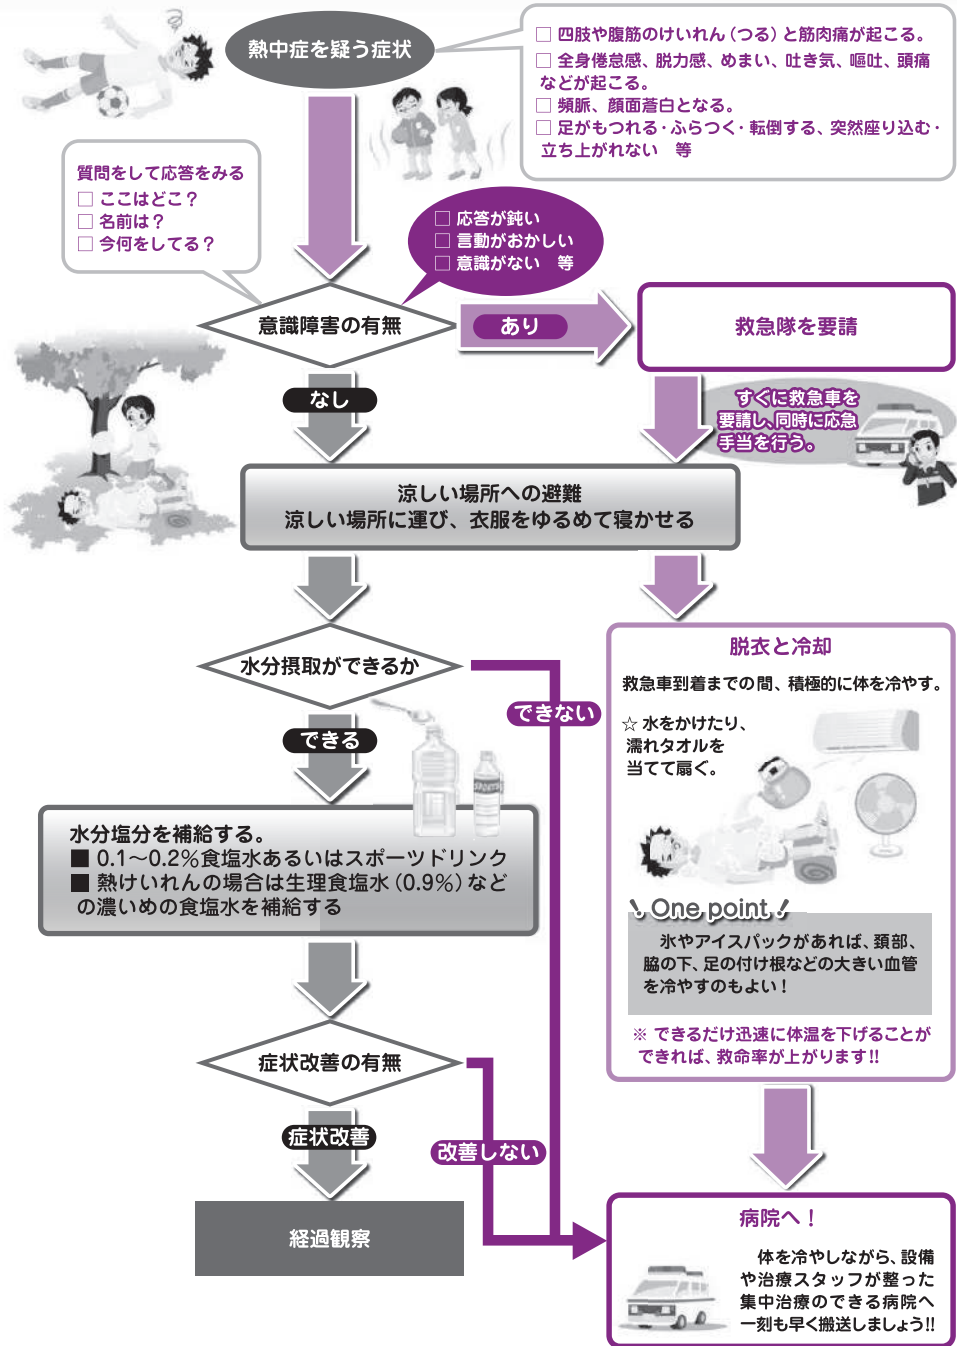 熱中症を疑う症状
□ 四肢や腹筋のけいれん（つる）と筋肉痛が起こる。
□ 全身倦怠感、脱力感、めまい、吐き気、嘔吐、頭痛
などが起こる。
□ 頻脈、顔面蒼白となる。
□ 足がもつれる・ふらつく・転倒する、突然座り込む・
立ち上がれない　等
質問をして応答をみる
□ ここはどこ？
□ 名前は？
□ 今何をしてる？
□ 応答が鈍い
□ 言動がおかしい
□ 意識がない　等
意識障害の有無
あり
救急隊を要請
なし
すぐに救急車を
要請し、同時に応急
手当を行う。
涼しい場所への避難
涼しい場所に運び、衣服をゆるめて寝かせる
水分摂取ができるか
できない
できる
SPORTS
水分塩分を補給する。
■ 0.1～0.2%食塩水あるいはスポーツドリンク
■ 熱けいれんの場合は生理食塩水（0.9%）など
の濃いめの食塩水を補給する
脱衣と冷却
救急車到着までの間、積極的に体を冷やす。
☆ 水をかけたり、
濡れタオルを
当てて扇ぐ。
! One point !
氷やアイスパックがあれば、頚部、
脇の下、足の付け根などの大きい血管
を冷やすのもよい！
※ できるだけ迅速に体温を下げることが
できれば、救命率が上がります!!
症状改善の有無
症状改善
改善しない
経過観察
病院へ！
体を冷やしながら、設備
や治療スタッフが整った
集中治療のできる病院へ
一刻も早く搬送しましょう!!